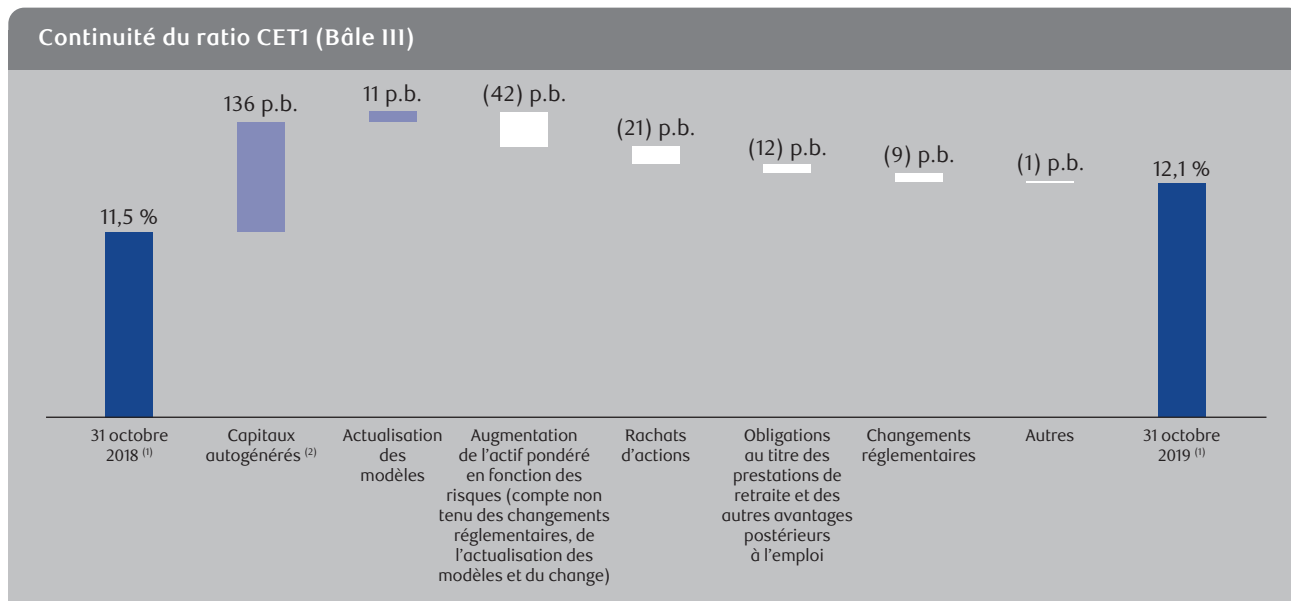 Continuité du ratio CET1 (Bâle III)
11,5 %
136 p.b.
11 p.b.
(42) p.b.
(21) p.b.
(12) p.b.
(9) p.b.
(1) p.b.
12,1 %
31 octobre
2018 (1)
Capitaux
autogénérés (2)
Actualisation
des
modèles
Augmentation
de l'actif pondéré
en fonction des
risques (compte non
tenu des changements
réglementaires, de
l'actualisation des
modèles et du change)
Rachats
d'actions
Obligations
au titre des
prestations de
retraite et des
autres avantages
postérieurs
à l'emploi
Changements
réglementaires
Autres
31 octobre
2019 (1)